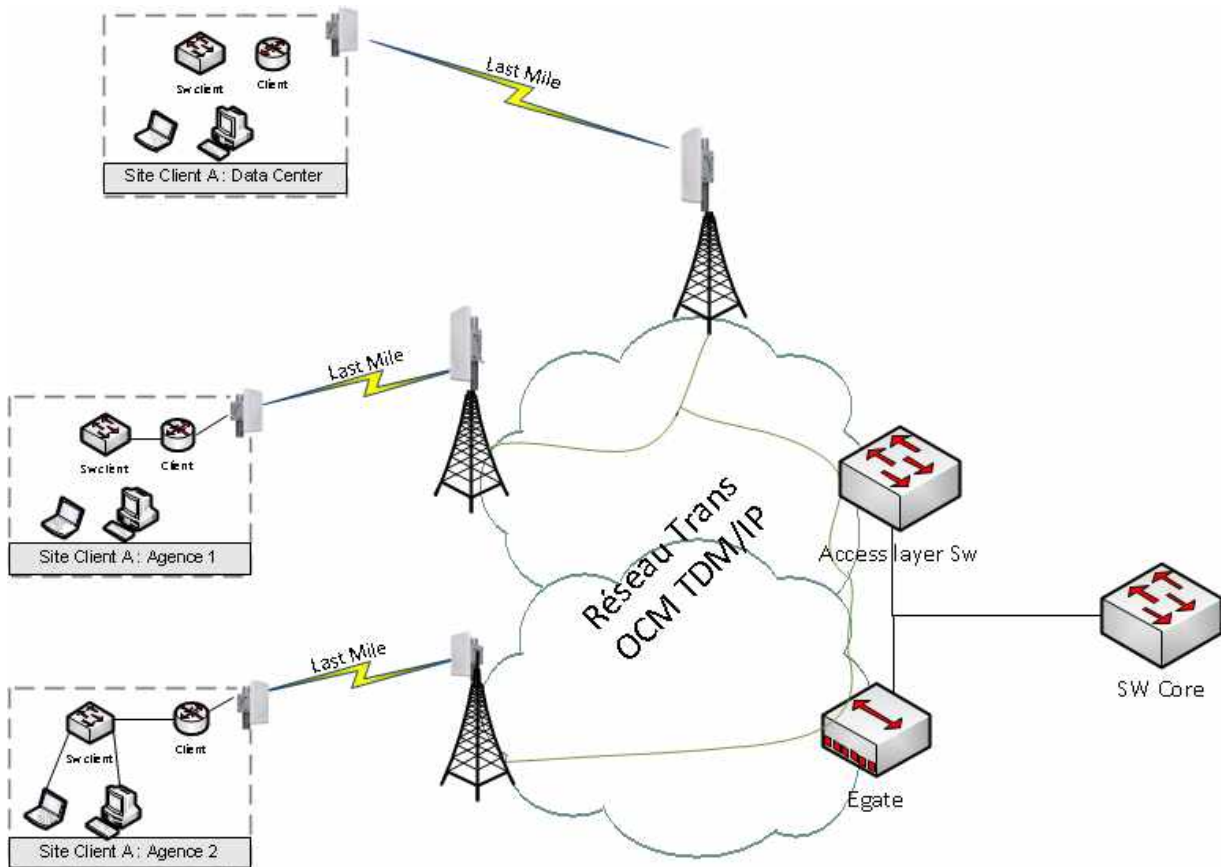 Last Mile
Sw client
Client
Site Client A : Data Center
Last Mile
Sw client
Client
Site Client A : Agence 1
Réseau Trans
OCM TDM/IP
Access layer Sw
SW Core
Last Mile
Sw client
Client
Egate
Site Client A : Agence 2